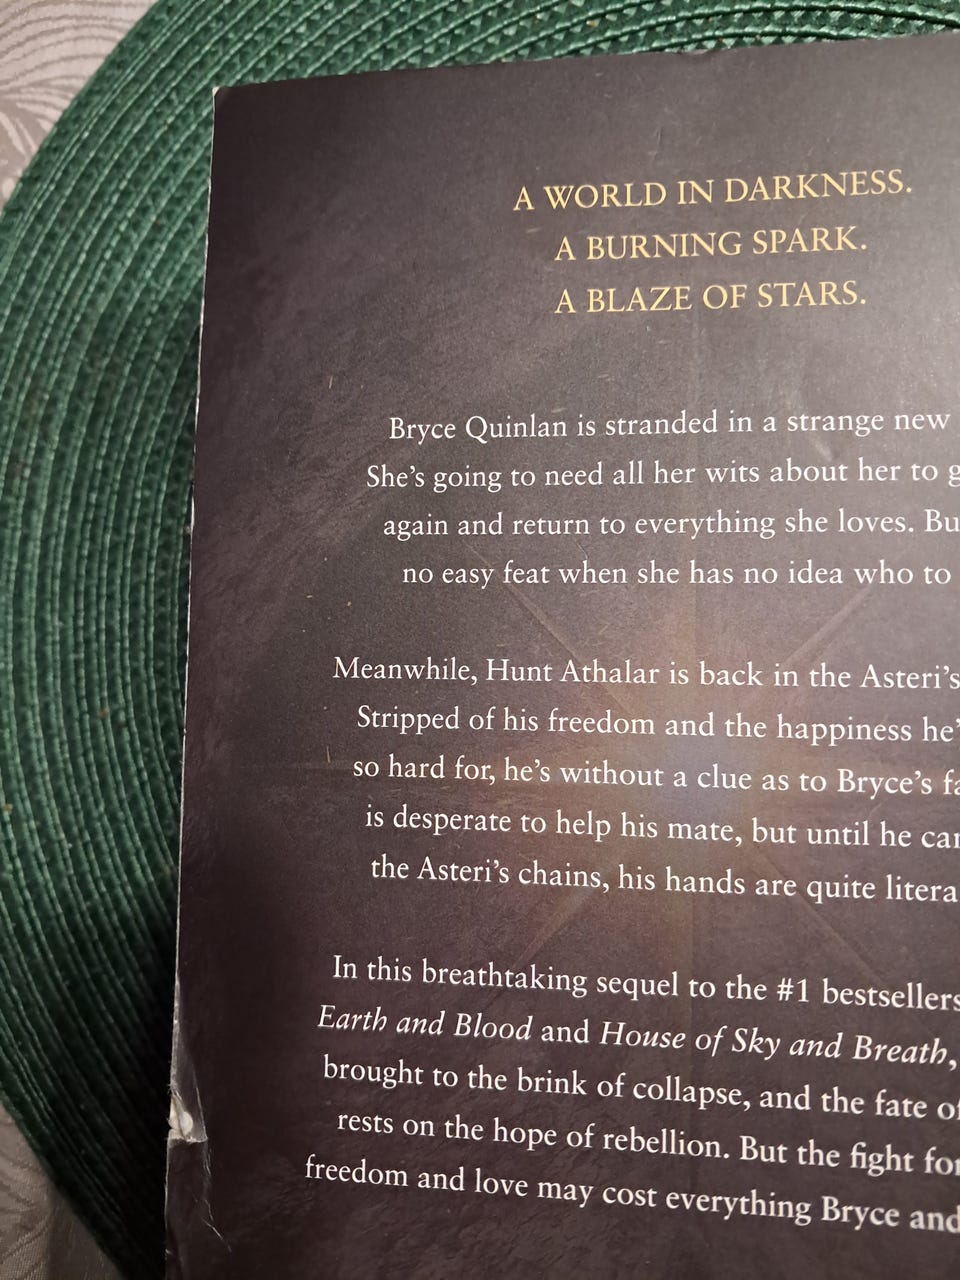 A WORLD IN DARKNESS.
A BURNING SPARK.
A BLAZE OF STARS.
Bryce Quinlan is stranded in a strange new
She's going to need all her wits about her to g
again and return to everything she loves. Bu
no easy feat when she has no idea who to
Meanwhile, Hunt Athalar is back in the Asteri's
Stripped of his freedom and the happiness he'
so hard for, he's without a clue as to Bryce's fa
is desperate to help his mate, but until he can
the Asteri's chains, his hands are quite litera
In this breathtaking sequel to the #1 bestsellers
Earth and Blood and House of Sky and Breath,
brought to the brink of collapse, and the fate of
rests on the hope of rebellion. But the fight for
freedom and love may cost everything Bryce and